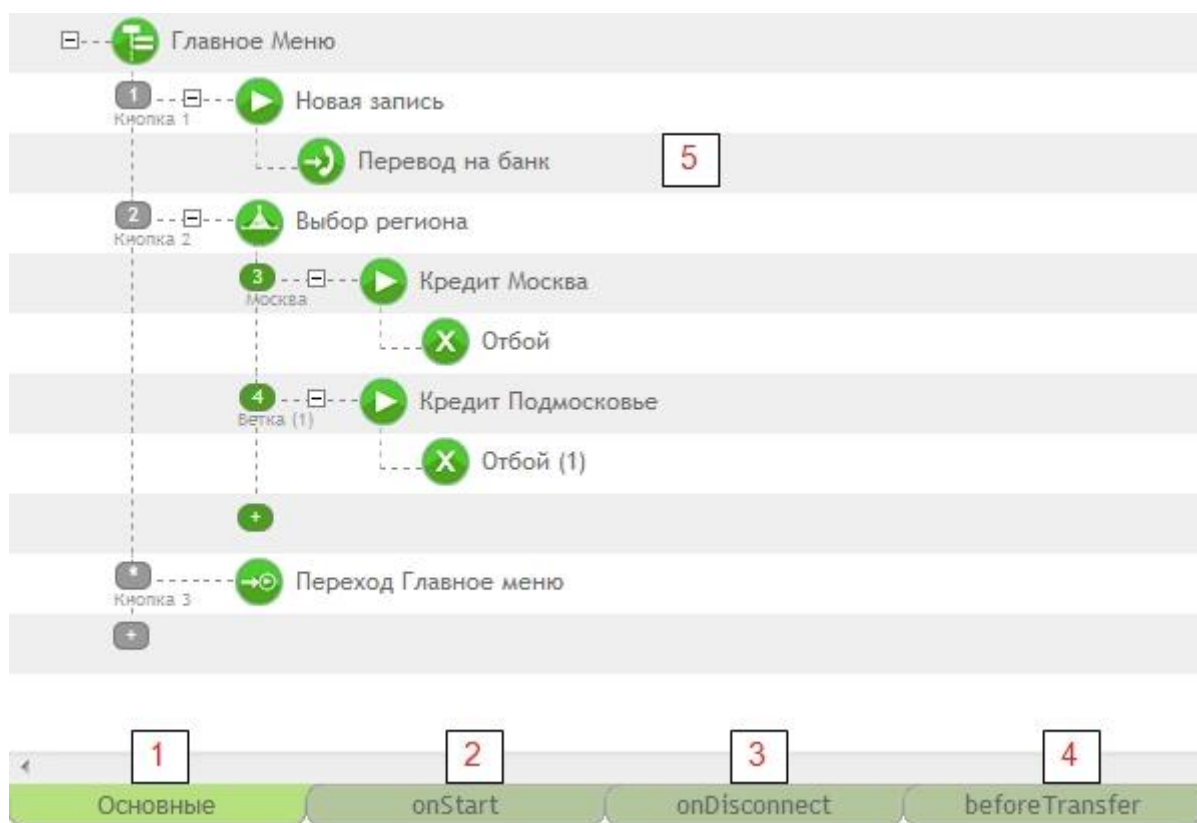 Главное Меню
1
Кнопка 1
Новая запись
Перевод на банк
5
2
Кнопка 2
Выбор региона
3
Москва
Кредит Москва
Отбой
4
Ветка (1)
Кредит Подмосковье
Отбой (1)
+
*
Кнопка 3
Переход Главное меню
+
1 2 3 4
Основные onStart onDisconnect beforeTransfer